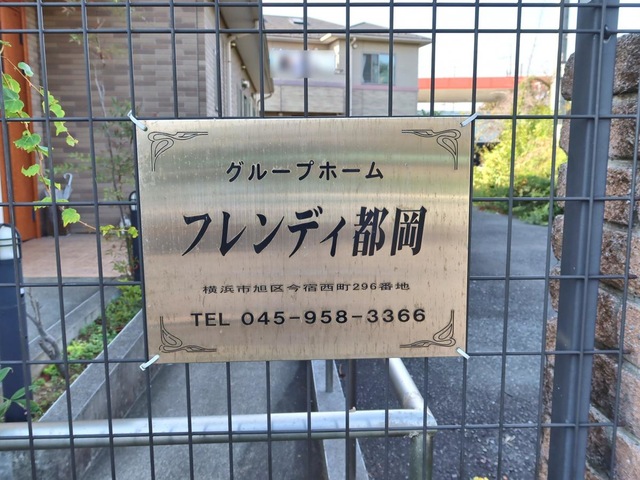 グループホーム
フレンディ都岡
横浜市旭区今宿西町296番地
TEL 045-958-3366